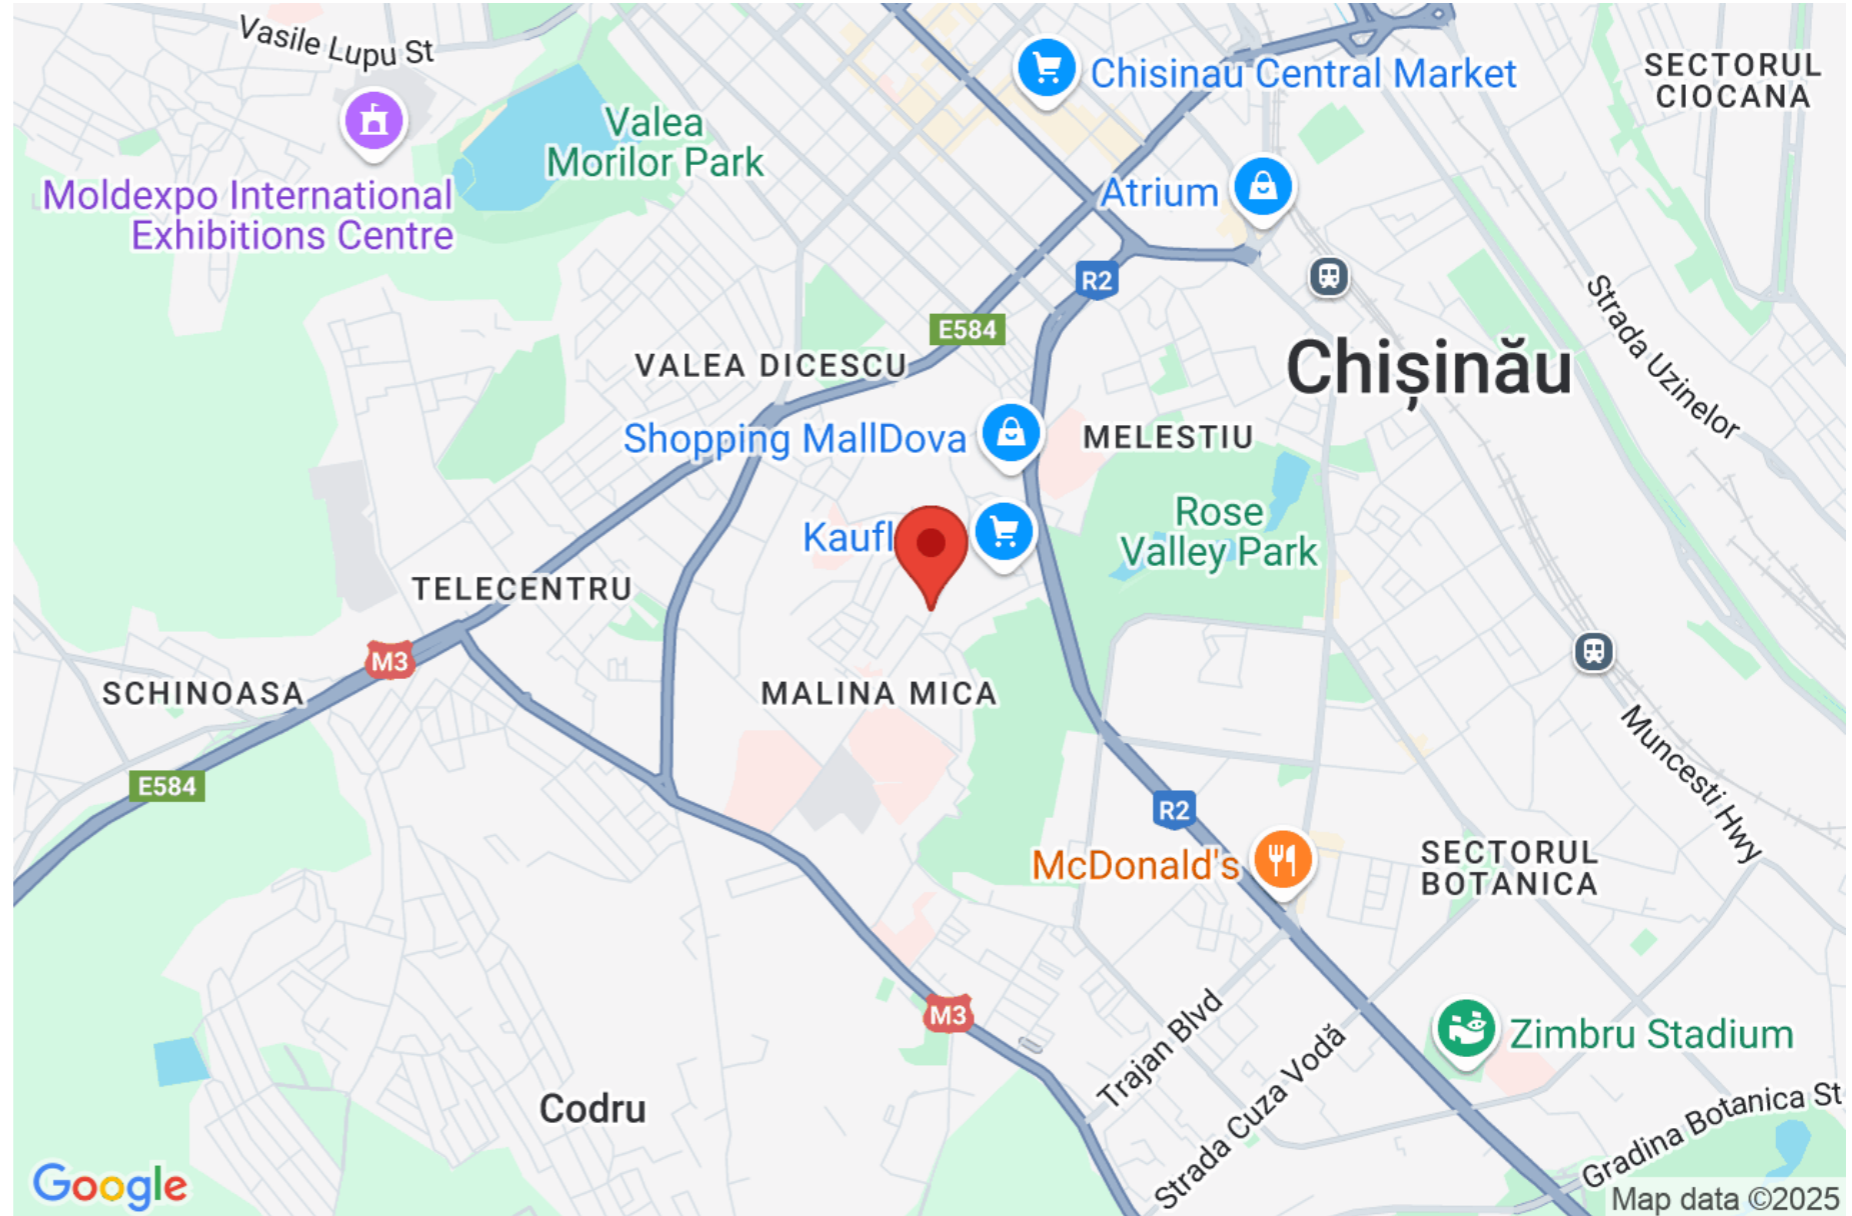 Vasile Lupu St
Chisinau Central Market
SECTORUL
CIOCANA
Valea
Morilor Park
Moldexpo International
Exhibitions Centre
Atrium
R2
Strada Uzinelor
E584
VALEA DICESCU
Chișinău
Shopping MallDova
MELESTIU
Rose
Valley Park
Kaufl
TELECENTRU
M3
SCHINOASA
MALINA MICA
Muncesti Hwy
E584
R2
McDonald's
SECTORUL
BOTANICA
M3
Zimbru Stadium
Trajan Blvd
Strada Cuza Vodă
Codru
Gradina Botanica St
Google
Map data ©2025